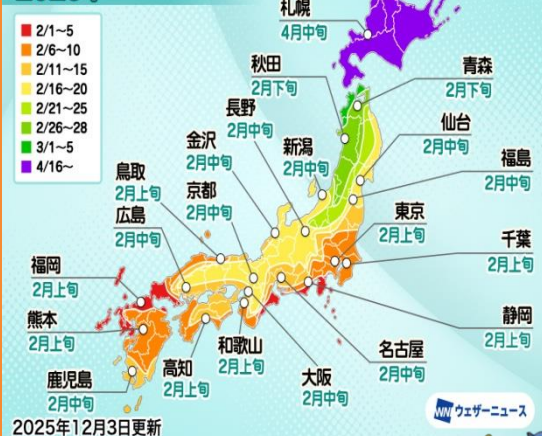 2/1～5
2/6～10
2/11～15
2/16～20
2/21～25
2/26～28
3/1～5
4/16～
札幌
4月中旬
秋田
2月下旬
青森
2月下旬
長野
2月中旬
仙台
2月中旬
金沢
2月中旬
新潟
2月中旬
福島
2月中旬
鳥取
2月上旬
京都
2月中旬
広島
2月中旬
東京
2月上旬
千葉
2月上旬
福岡
2月上旬
静岡
2月上旬
熊本
2月上旬
和歌山
2月上旬
名古屋
2月中旬
高知
2月上旬
大阪
2月中旬
鹿児島
2月中旬
ウェザーニュース
2025年12月3日更新